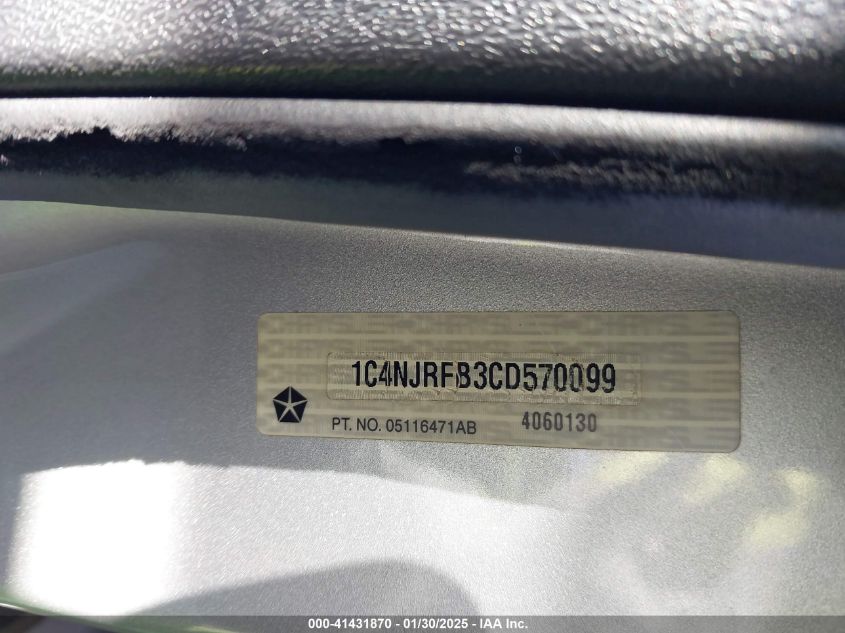 1C4NJRFB3CD570099
PT. NO. 05116471AB 4060130
000-41431870 - 01/30/2025 - IAA Inc.